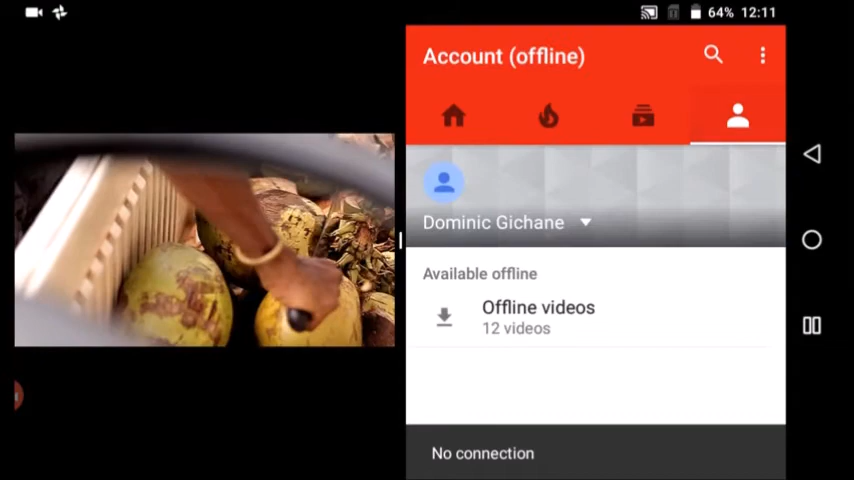 64% 12:11
Account (offline)
Dominic Gichane
Available offline
Offline videos
12 videos
No connection